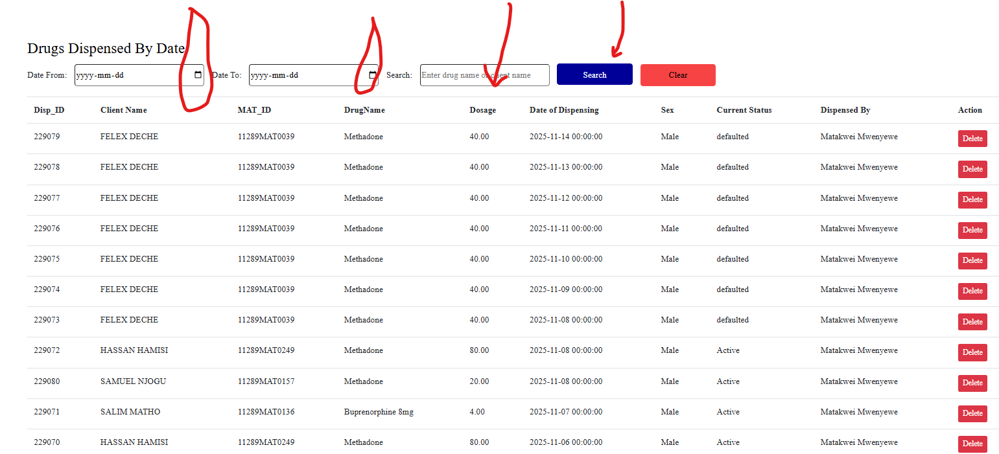 Drugs Dispensed By Date
Date From: yyyy-mm-dd Date To: yyyy-mm-dd Search: Enter drug name or client name Search Clear
Disp_ID Client Name MAT_ID DrugName Dosage Date of Dispensing Sex Current Status Dispensed By Action
229079 FELEX DECHE 11289MAT0039 Methadone 40.00 2025-11-14 00:00:00 Male defaulted Matakwei Mwenyewe Delete
229078 FELEX DECHE 11289MAT0039 Methadone 40.00 2025-11-13 00:00:00 Male defaulted Matakwei Mwenyewe Delete
229077 FELEX DECHE 11289MAT0039 Methadone 40.00 2025-11-12 00:00:00 Male defaulted Matakwei Mwenyewe Delete
229076 FELEX DECHE 11289MAT0039 Methadone 40.00 2025-11-11 00:00:00 Male defaulted Matakwei Mwenyewe Delete
229075 FELEX DECHE 11289MAT0039 Methadone 40.00 2025-11-10 00:00:00 Male defaulted Matakwei Mwenyewe Delete
229074 FELEX DECHE 11289MAT0039 Methadone 40.00 2025-11-09 00:00:00 Male defaulted Matakwei Mwenyewe Delete
229073 FELEX DECHE 11289MAT0039 Methadone 40.00 2025-11-08 00:00:00 Male defaulted Matakwei Mwenyewe Delete
229072 HASSAN HAMISI 11289MAT0249 Methadone 80.00 2025-11-08 00:00:00 Male Active Matakwei Mwenyewe Delete
229080 SAMUEL NJOGU 11289MAT0157 Methadone 20.00 2025-11-08 00:00:00 Male Active Matakwei Mwenyewe Delete
229071 SALIM MATHO 11289MAT0136 Buprenorphine 8mg 4.00 2025-11-07 00:00:00 Male Active Matakwei Mwenyewe Delete
229070 HASSAN HAMISI 11289MAT0249 Methadone 80.00 2025-11-06 00:00:00 Male Active Matakwei Mwenyewe Delete